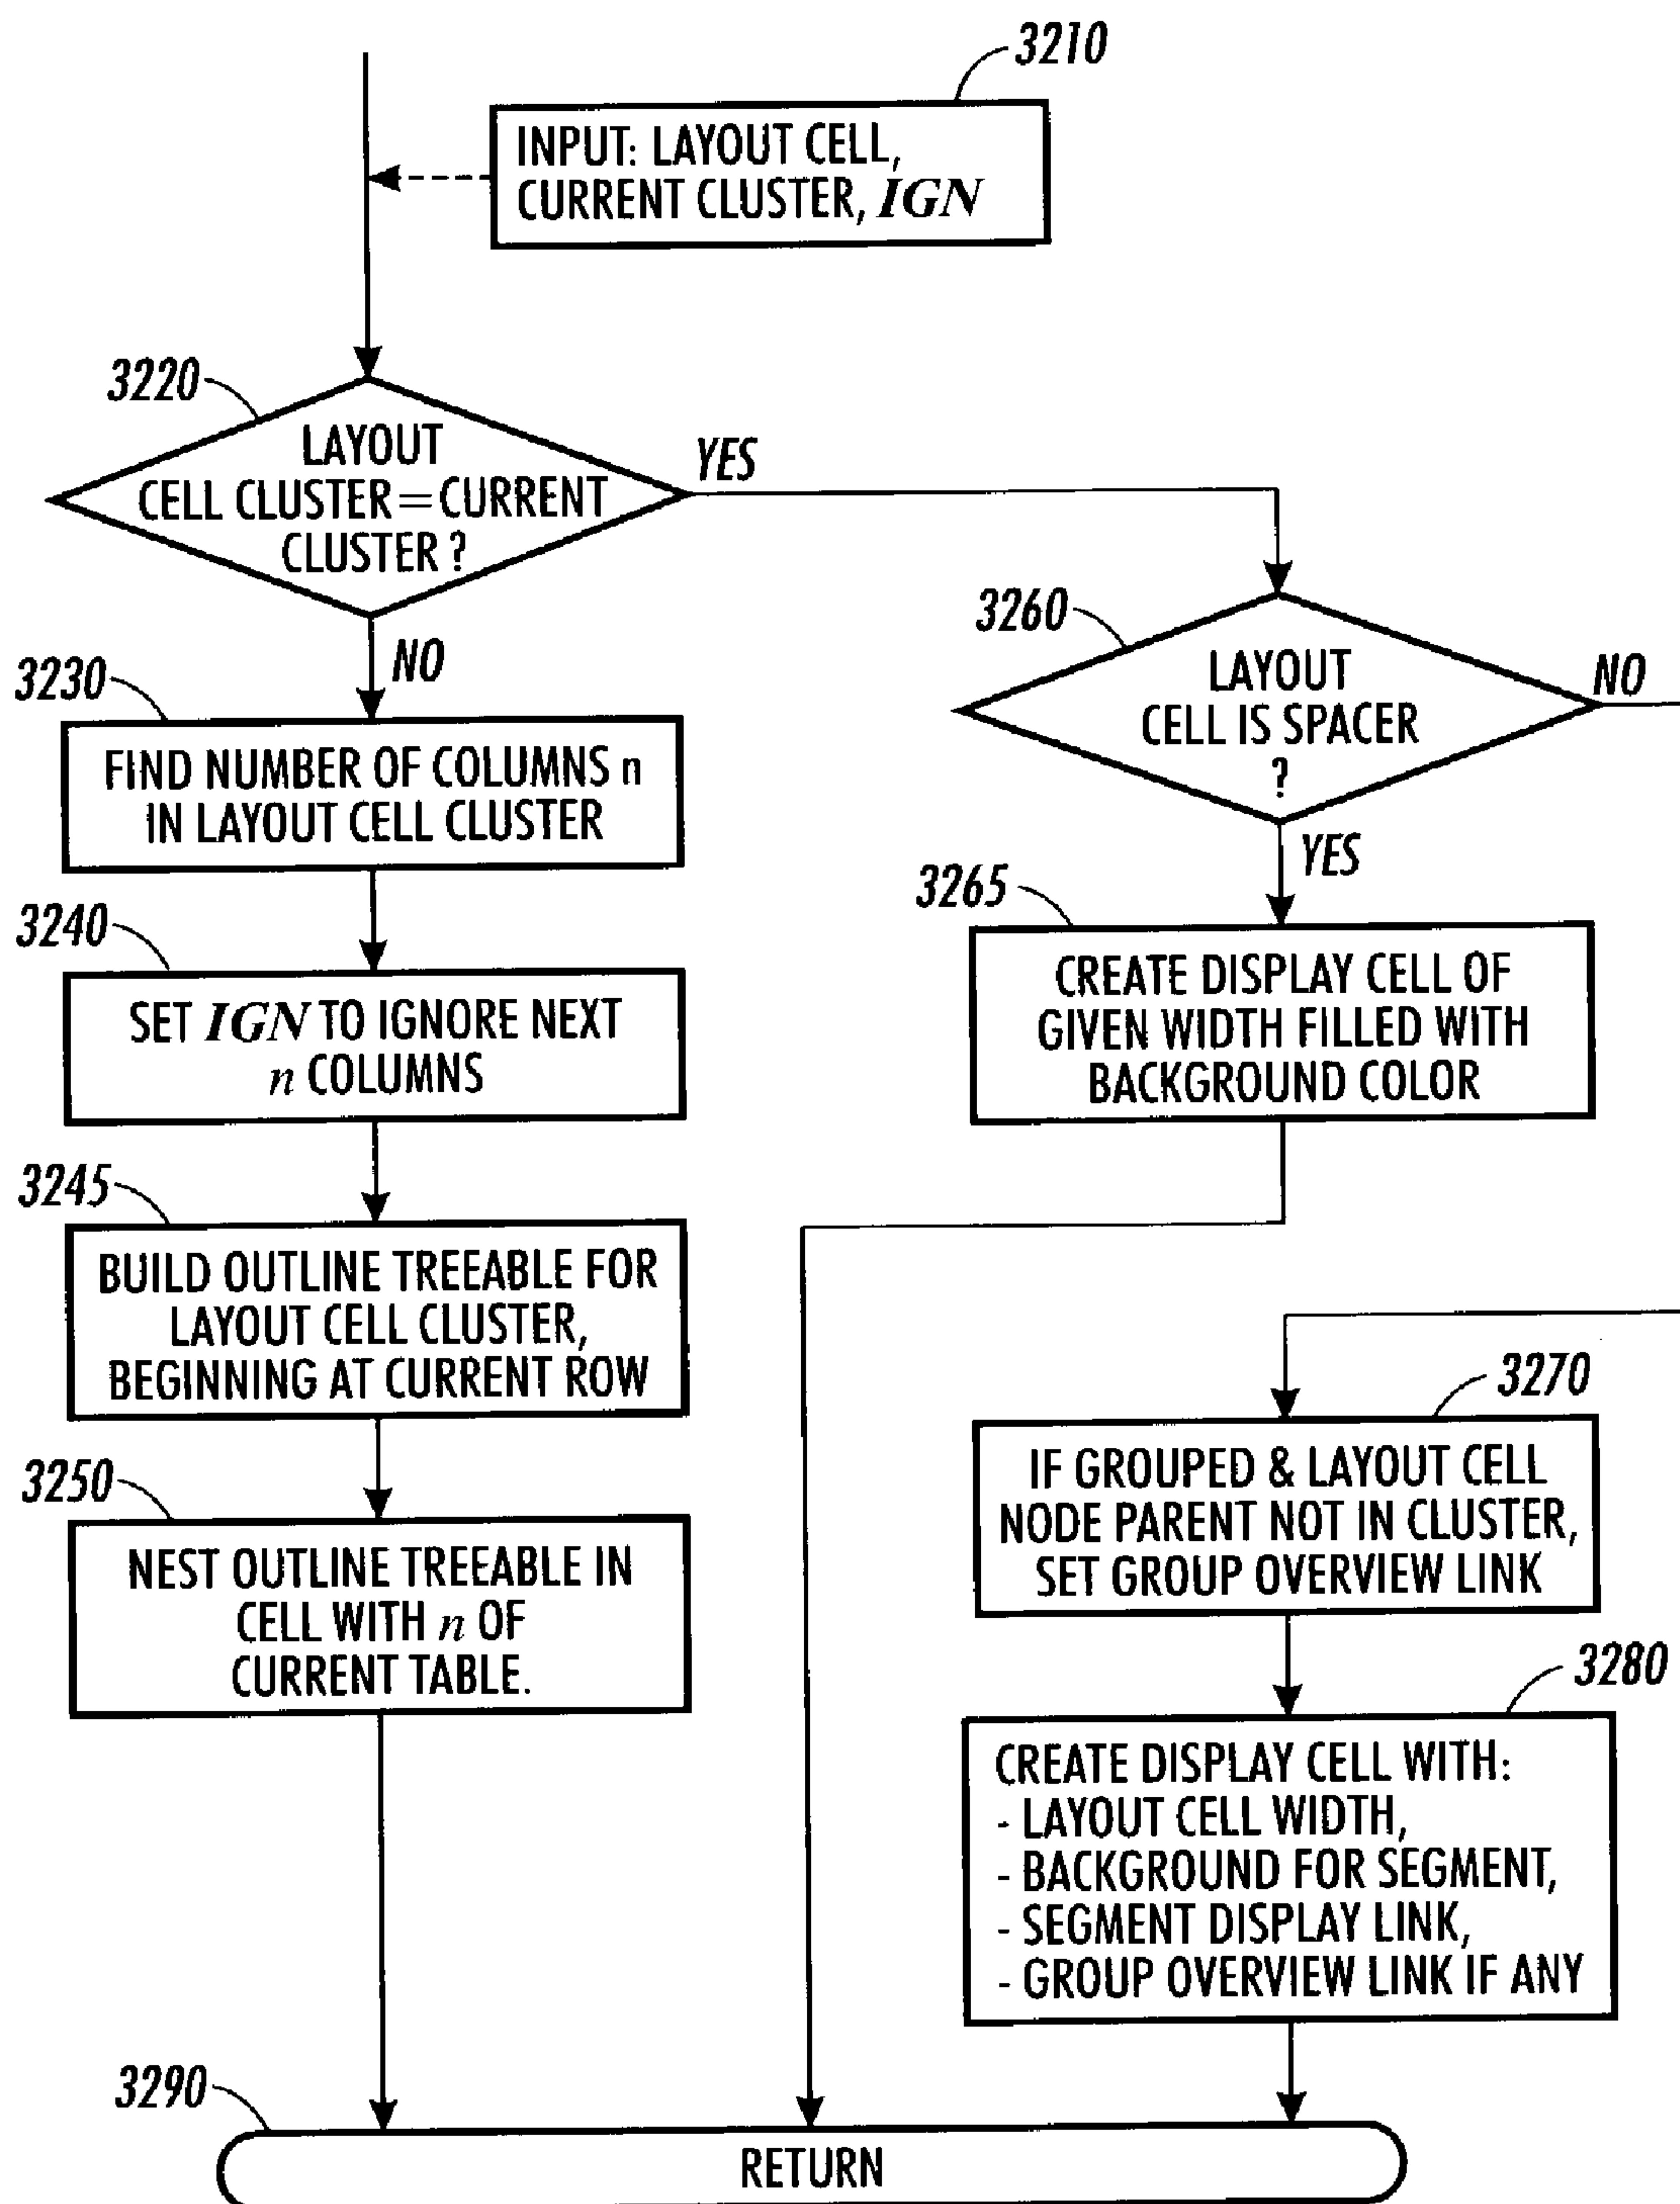 3210
INPUT: LAYOUT CELL,
CURRENT CLUSTER, IGN
3220
LAYOUT
CELL CLUSTER = CURRENT
CLUSTER ?
YES
NO
3230
FIND NUMBER OF COLUMNS n
IN LAYOUT CELL CLUSTER
3240
SET IGN TO IGNORE NEXT
n COLUMNS
3245
BUILD OUTLINE TREEABLE FOR
LAYOUT CELL CLUSTER,
BEGINNING AT CURRENT ROW
3250
NEST OUTLINE TREEABLE IN
CELL WITH n OF
CURRENT TABLE.
3260
LAYOUT
CELL IS SPACER
?
NO
YES
3265
CREATE DISPLAY CELL OF
GIVEN WIDTH FILLED WITH
BACKGROUND COLOR
3270
IF GROUPED & LAYOUT CELL
NODE PARENT NOT IN CLUSTER,
SET GROUP OVERVIEW LINK
3280
CREATE DISPLAY CELL WITH:
- LAYOUT CELL WIDTH,
- BACKGROUND FOR SEGMENT,
- SEGMENT DISPLAY LINK,
- GROUP OVERVIEW LINK IF ANY
3290
RETURN